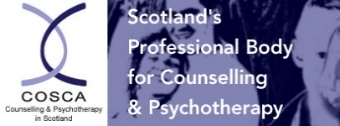 COSCA
Counselling & Psychotherapy
in Scotland
Scotland's
Professional Body
for Counselling
& Psychotherapy